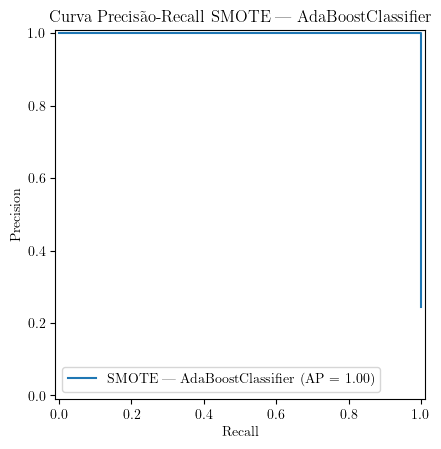 Curva Precisão-Recall SMOTE — AdaBoostClassifier
1.0
0.8
0.6
0.4
0.2
0.0
Precision
SMOTE — AdaBoostClassifier (AP = 1.00)
0.0 0.2 0.4 0.6 0.8 1.0
Recall